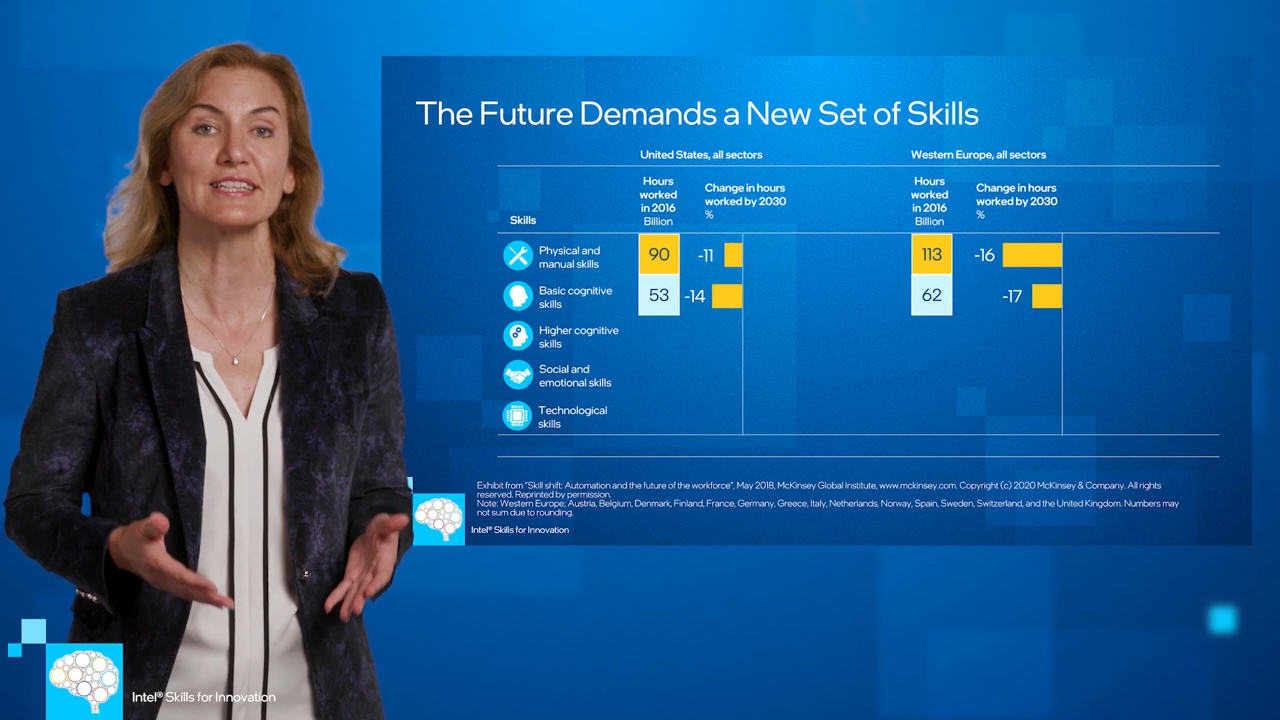 The Future Demands a New Set of Skills
United States, all sectors
Western Europe, all sectors
Skills
Hours
worked
in 2016
Billion
Change in hours
worked by 2030
%
Hours
worked
in 2016
Billion
Change in hours
worked by 2030
%
Physical and
manual skills
90
-11
113
-16
Basic cognitive
skills
53
-14
62
-17
Higher cognitive
skills
Social and
emotional skills
Technological
skills
Exhibit from “Skill shift: Automation and the future of the workforce”, May 2018, McKinsey Global Institute, www.mckinsey.com. Copyright (c) 2020 McKinsey & Company. All rights
reserved. Reprinted by permission.
Note: Western Europe; Austria, Belgium, Denmark, Finland, France, Germany, Greece, Italy, Netherlands, Norway, Spain, Sweden, Switzerland, and the United Kingdom. Numbers may
not sum due to rounding.
Intel® Skills for Innovation
Intel® Skills for Innovation